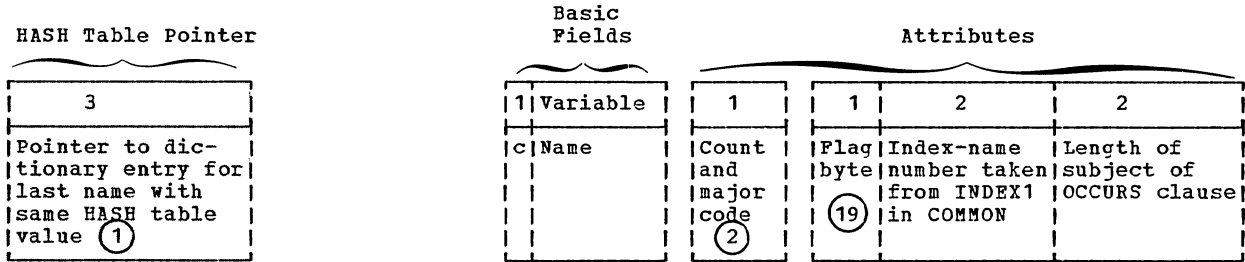 Basic
HASH Table Pointer Fields Attributes
3 1 Variable 1 1 2 2
Pointer to dic- c Name Count Flag Index-name Length of
tionary entry for and byte number taken subject of
last name with major from INDEX1 OCCURS clause
same HASH table code 19 in COMMON
value 1 2